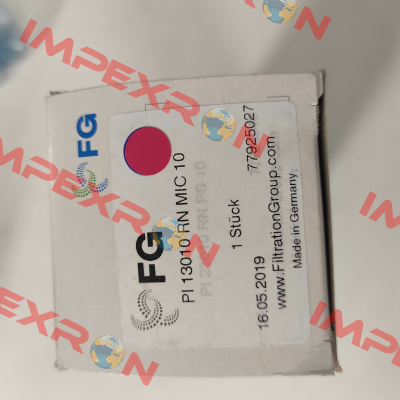 FG
FG
PI 13010 RN MIC 10
1 Stück
77925027
16.05.2019
www.FiltrationGroup.com
Made in Germany
IMPEXRON
IMPEXRON
IMPEXRON